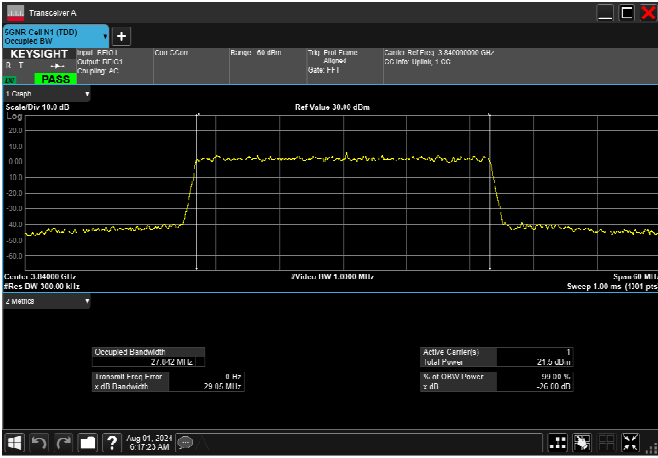 Transceiver A
5GNR Cell N1 (TDD)
Occupied BW
KEYSIGHT
R T
PASS
Input: RFIO1
Output: RFIO1
Coupling: AC
Corr CCorr
Range: -60 dBm
Trig: Prot Frame
Aligned
Gate: FFT
Carrier Ref Freq: 3.840000000 GHz
CC Info: Uplink, 1 CC
1 Graph
Scale/Div 10.0 dB
Ref Value 30.00 dBm
Log
20.0
10.0
0.00
-10.0
-20.0
-30.0
-40.0
-50.0
-60.0
Center 3.84000 GHz
#Video BW 1.0000 MHz
Span 60 MHz
#Res BW 300.00 kHz
Sweep 1.00 ms (1001 pts
2 Metrics
Occupied Bandwidth
27.842 MHz
Transmit Freq Error
0 Hz
x dB Bandwidth
29.05 MHz
Active Carrier(s)
1
Total Power
21.5 dBm
% of OBW Power
99.00 %
x dB
-26.00 dB
Aug 01, 2024
6:17:23 AM